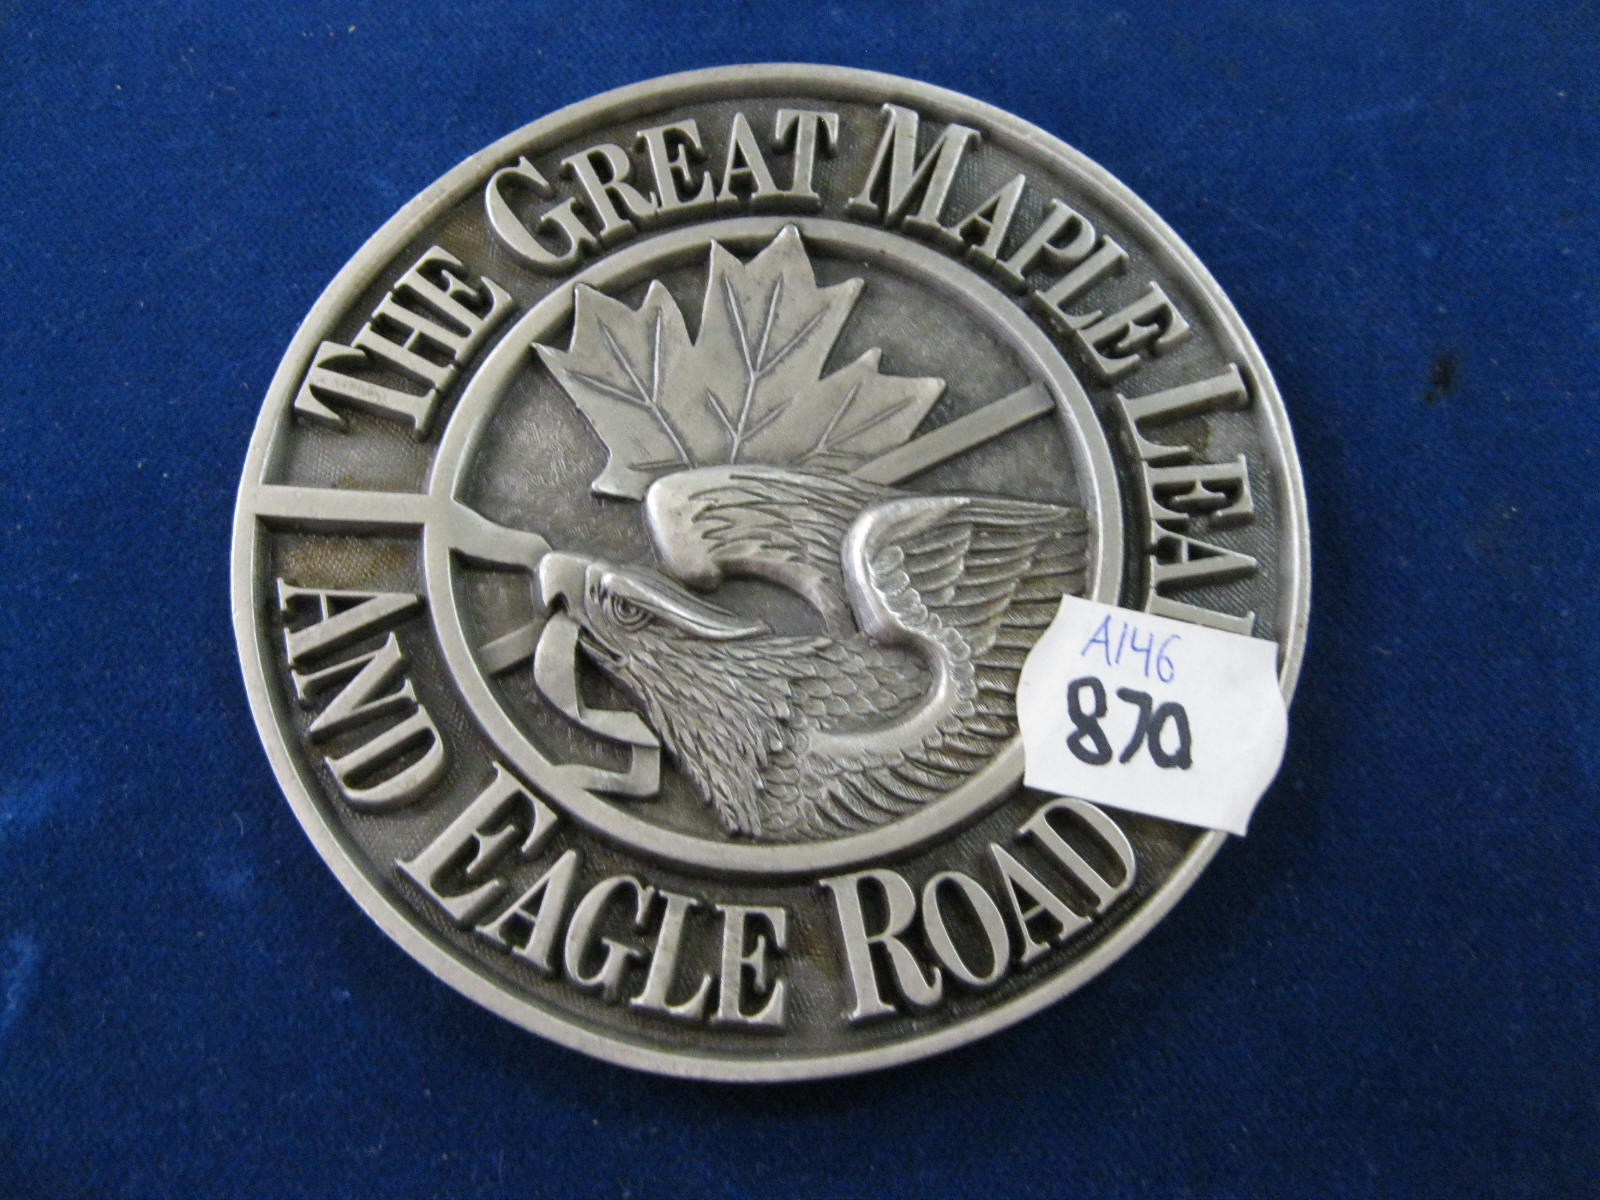 THE GREAT MAPLE LEAF
AND EAGLE ROAD
A146
870